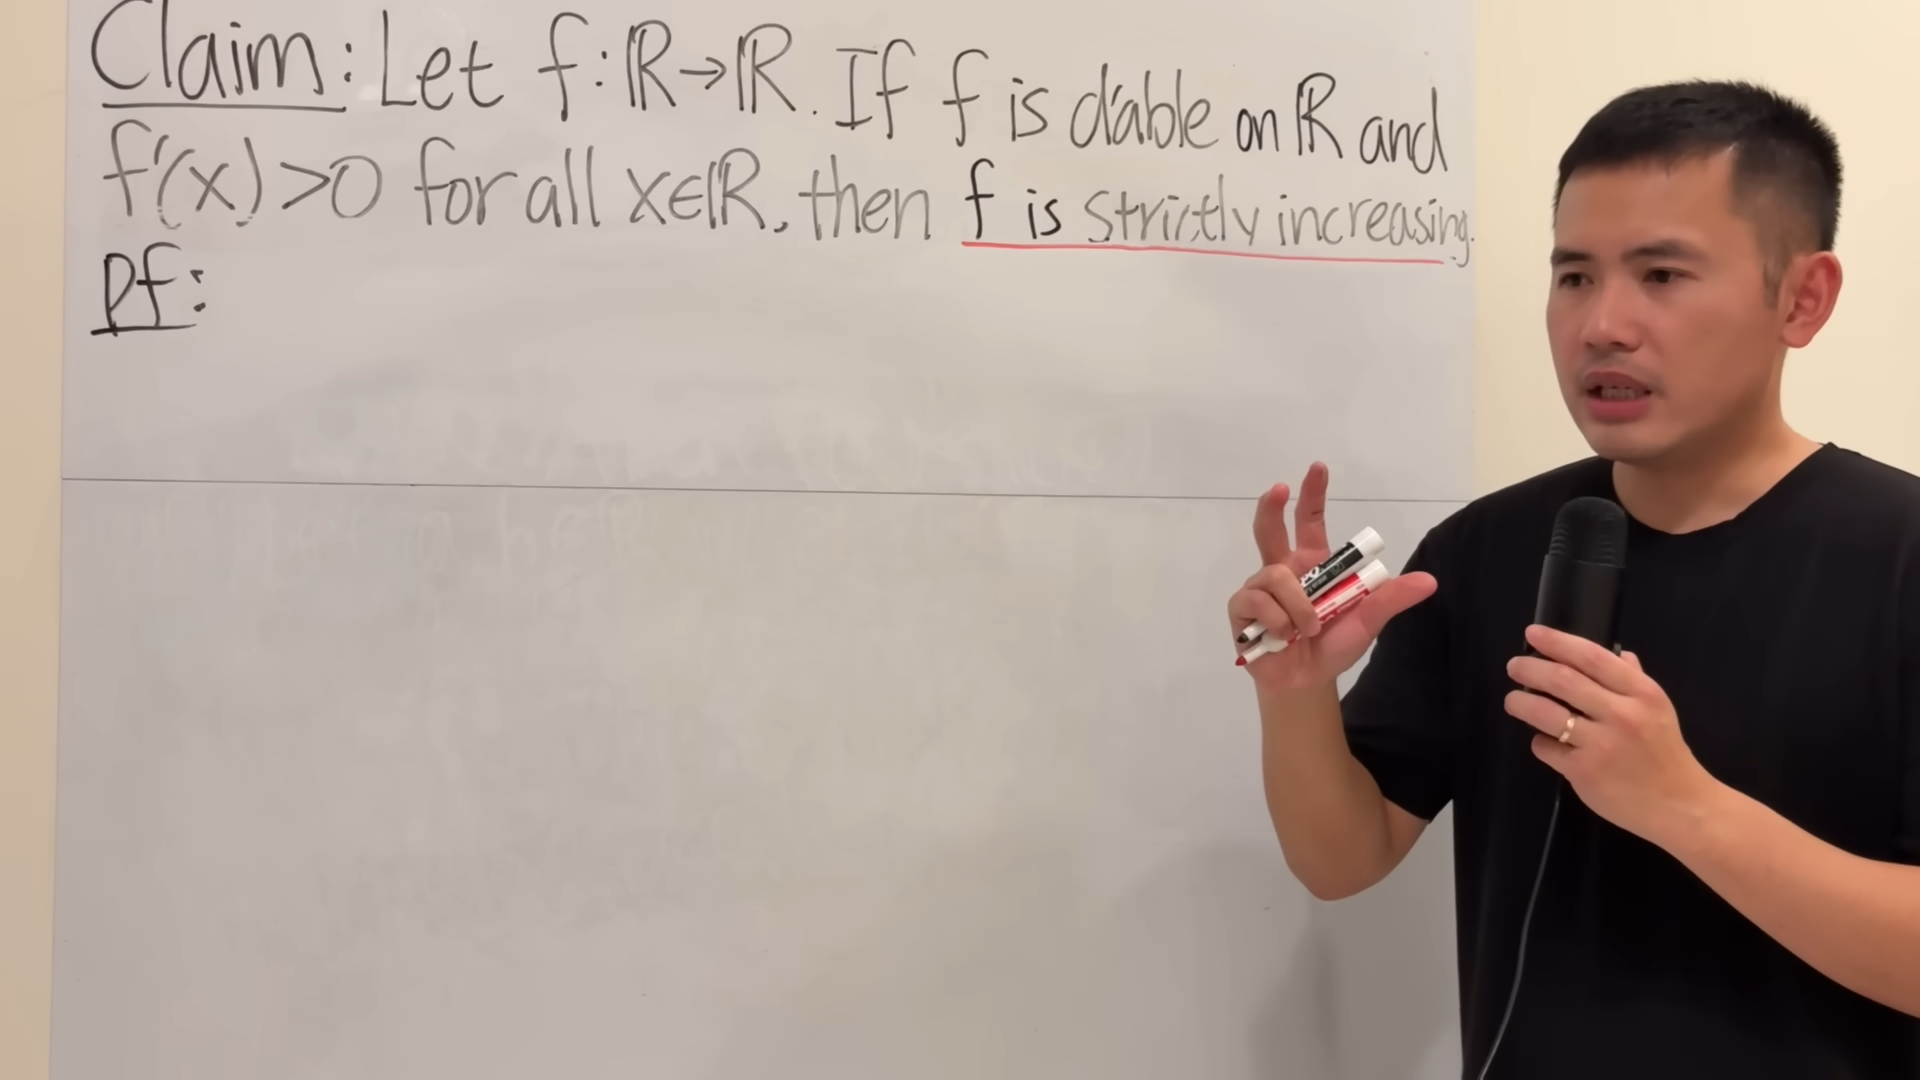 Claim: Let f: ℝ→ℝ. If f is d'able on ℝ and
f'(x)>0 for all x∈ℝ, then f is strictly increasing.
pf: